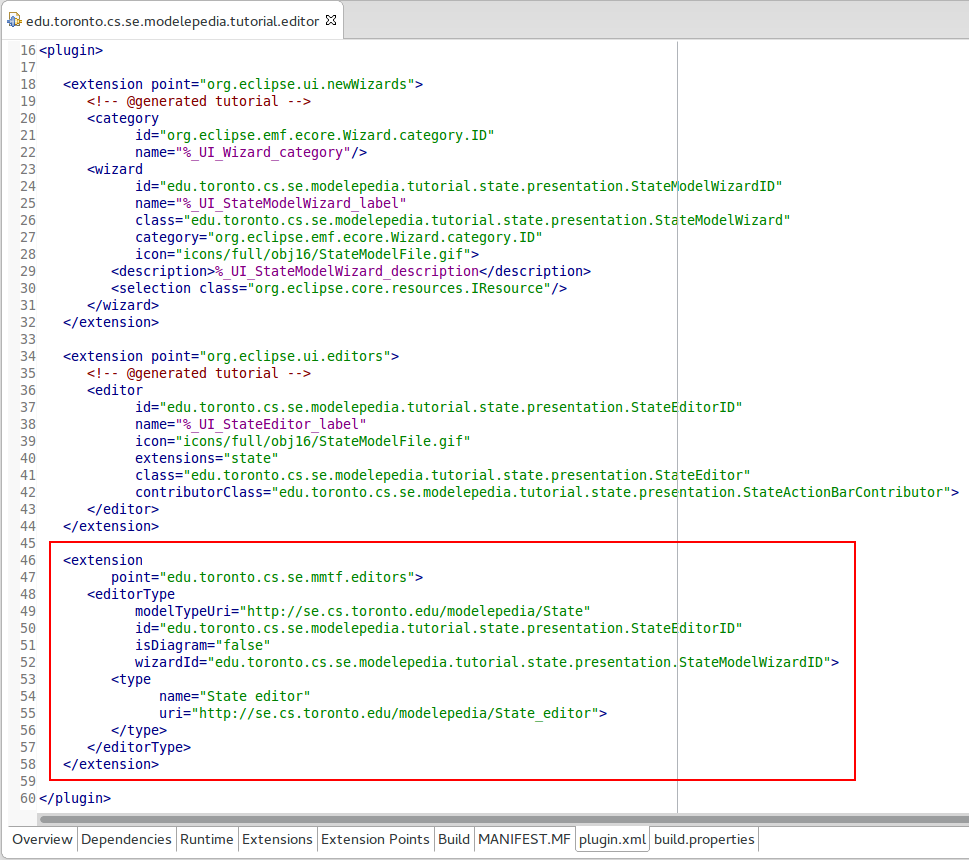 edu.toronto.cs.se.modelepedia.tutorial.editor
16 <plugin>
17
18 <extension point="org.eclipse.ui.newWizards">
19 <!-- @generated tutorial -->
20 <category
21 id="org.eclipse.emf.ecore.Wizard.category.ID"
22 name="%_UI_Wizard_category"/>
23 <wizard
24 id="edu.toronto.cs.se.modelepedia.tutorial.state.presentation.StateModelWizardID"
25 name="%_UI_StateModelWizard_label"
26 class="edu.toronto.cs.se.modelepedia.tutorial.state.presentation.StateModelWizard"
27 category="org.eclipse.emf.ecore.Wizard.category.ID"
28 icon="icons/full/obj16/StateModelFile.gif">
29 <description>%_UI_StateModelWizard_description</description>
30 <selection class="org.eclipse.core.resources.IResource"/>
31 </wizard>
32 </extension>
33
34 <extension point="org.eclipse.ui.editors">
35 <!-- @generated tutorial -->
36 <editor
37 id="edu.toronto.cs.se.modelepedia.tutorial.state.presentation.StateEditorID"
38 name="%_UI_StateEditor_label"
39 icon="icons/full/obj16/StateModelFile.gif"
40 extensions="state"
41 class="edu.toronto.cs.se.modelepedia.tutorial.state.presentation.StateEditor"
42 contributorClass="edu.toronto.cs.se.modelepedia.tutorial.state.presentation.StateActionBarContributor">
43 </editor>
44 </extension>
45
46 <extension
47 point="edu.toronto.cs.se.mmtf.editors">
48 <editorType
49 modelTypeUri="http://se.cs.toronto.edu/modelepedia/State"
50 id="edu.toronto.cs.se.modelepedia.tutorial.state.presentation.StateEditorID"
51 isDiagram="false"
52 wizardId="edu.toronto.cs.se.modelepedia.tutorial.state.presentation.StateModelWizardID">
53 <type
54 name="State editor"
55 uri="http://se.cs.toronto.edu/modelepedia/State_editor">
56 </type>
57 </editorType>
58 </extension>
59
60 </plugin>
Overview Dependencies Runtime Extensions Extension Points Build MANIFEST.MF plugin.xml build.properties